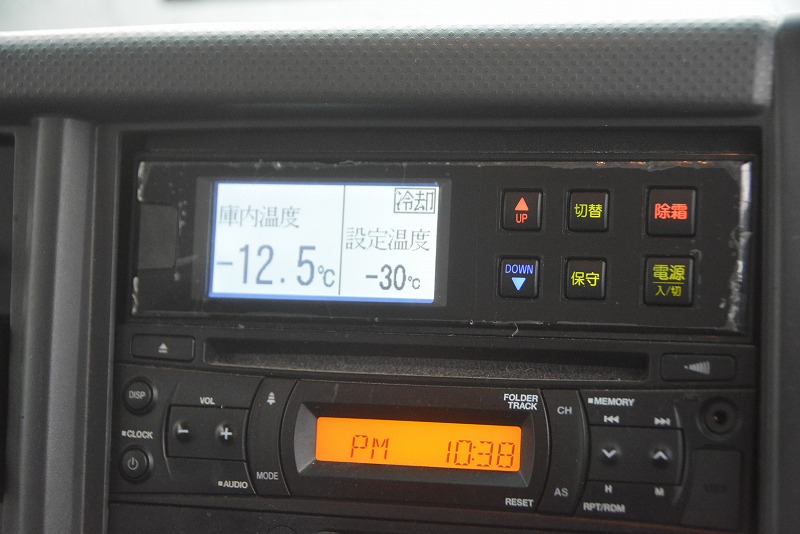 冷却
庫内温度
設定温度
-12.5℃
-30℃
UP
切替
除霜
DOWN
保守
電源
入/切
DISP
VOL
CLOCK
AUDIO
MODE
FOLDER
TRACK
PM 10:38
RESET
CH
AS
MEMORY
H
M
RPT/RDM